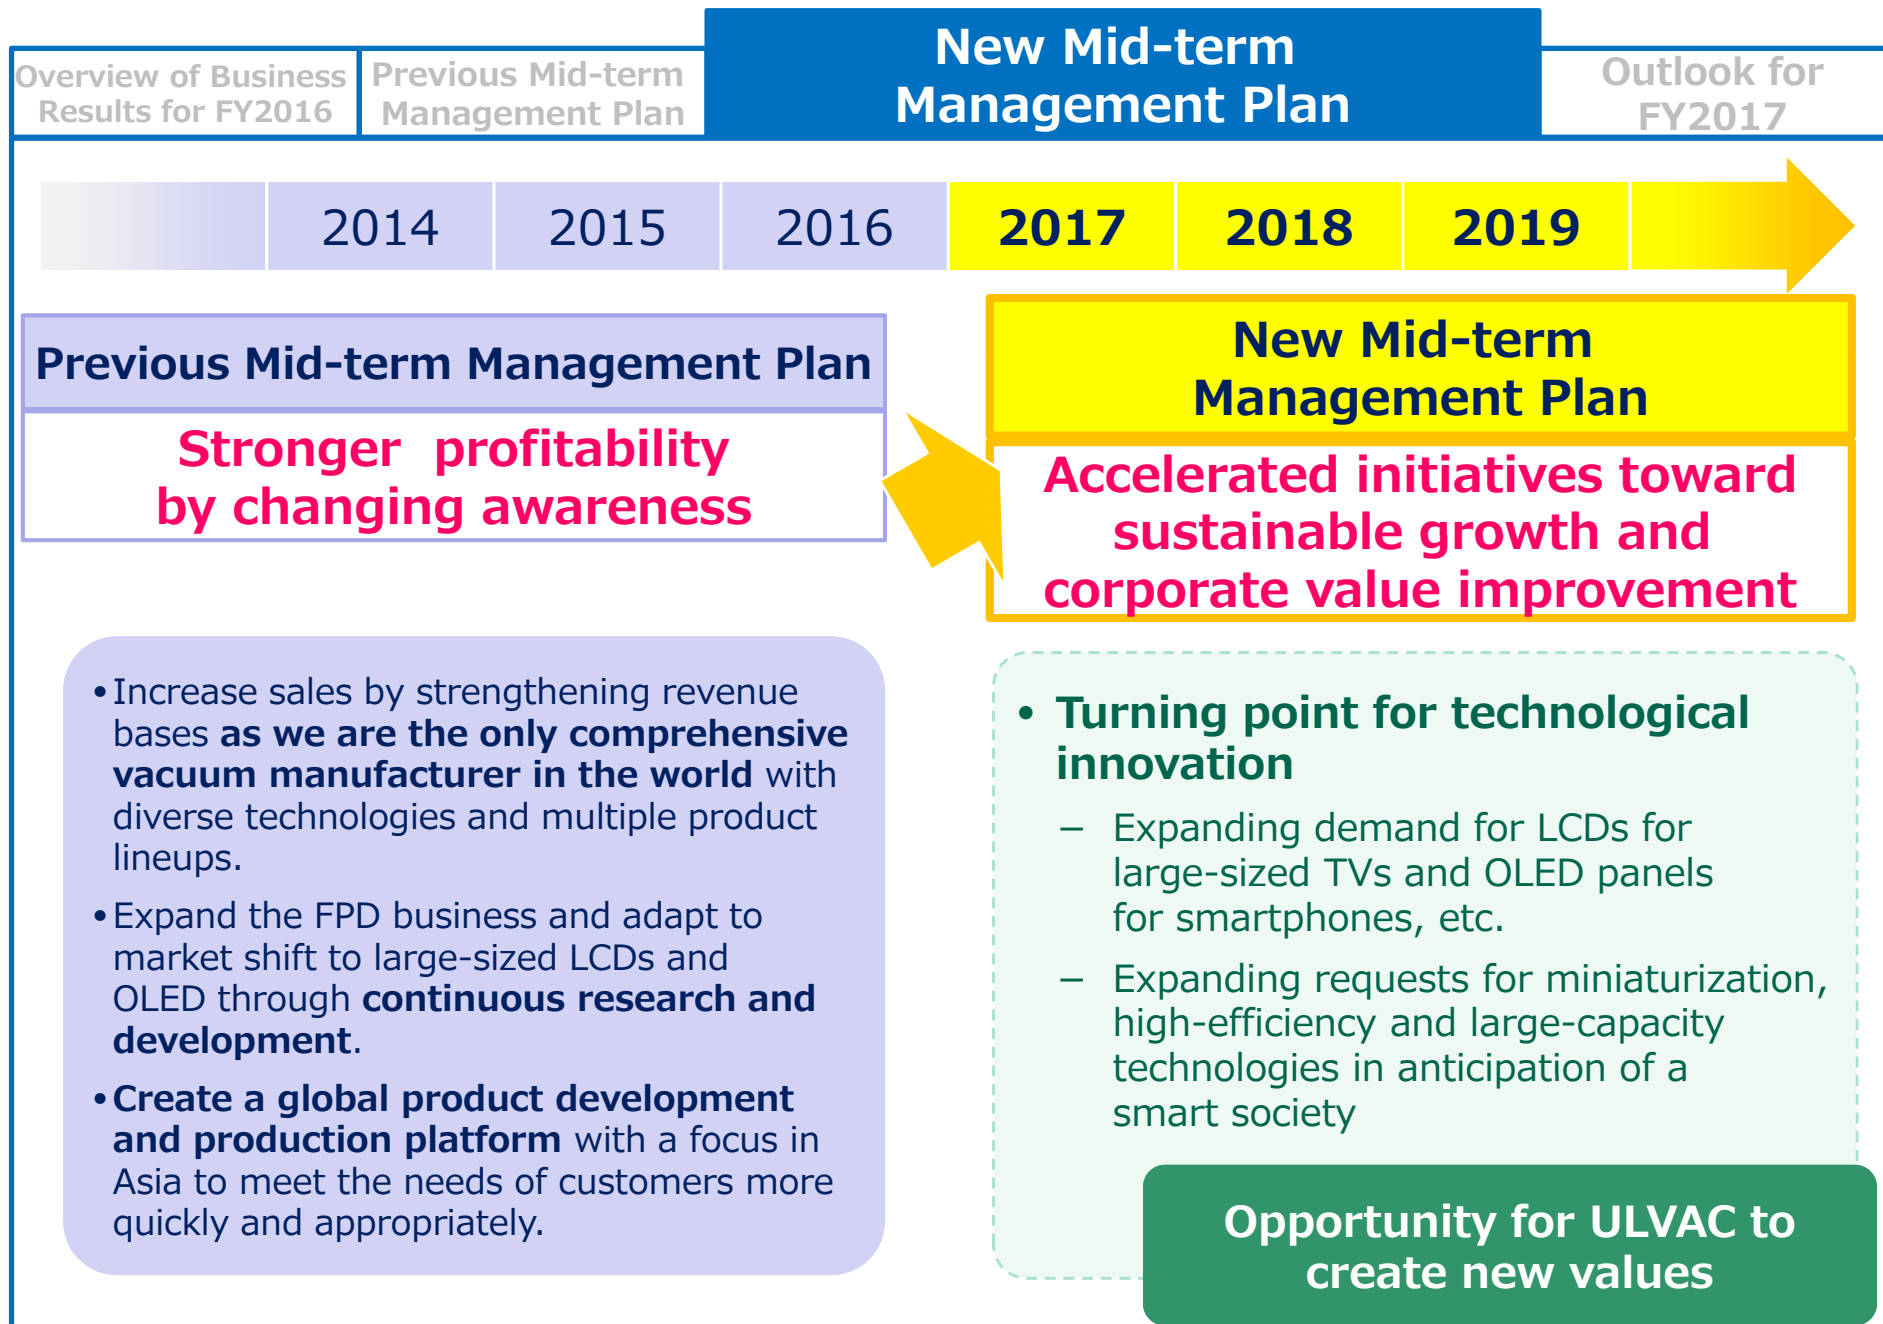 Overview of Business
Results for FY2016
Previous Mid-term
Management Plan
New Mid-term
Management Plan
Outlook for
FY2017
2014
2015
2016
2017
2018
2019
Previous Mid-term Management Plan
Stronger profitability
by changing awareness
New Mid-term
Management Plan
Accelerated initiatives toward
sustainable growth and
corporate value improvement
•Increase sales by strengthening revenue
bases as we are the only comprehensive
vacuum manufacturer in the world with
diverse technologies and multiple product
lineups.
•Expand the FPD business and adapt to
market shift to large-sized LCDs and
OLED through continuous research and
development.
•Create a global product development
and production platform with a focus in
Asia to meet the needs of customers more
quickly and appropriately.
• Turning point for technological
innovation
– Expanding demand for LCDs for
large-sized TVs and OLED panels
for smartphones, etc.
– Expanding requests for miniaturization,
high-efficiency and large-capacity
technologies in anticipation of a
smart society
Opportunity for ULVAC to
create new values